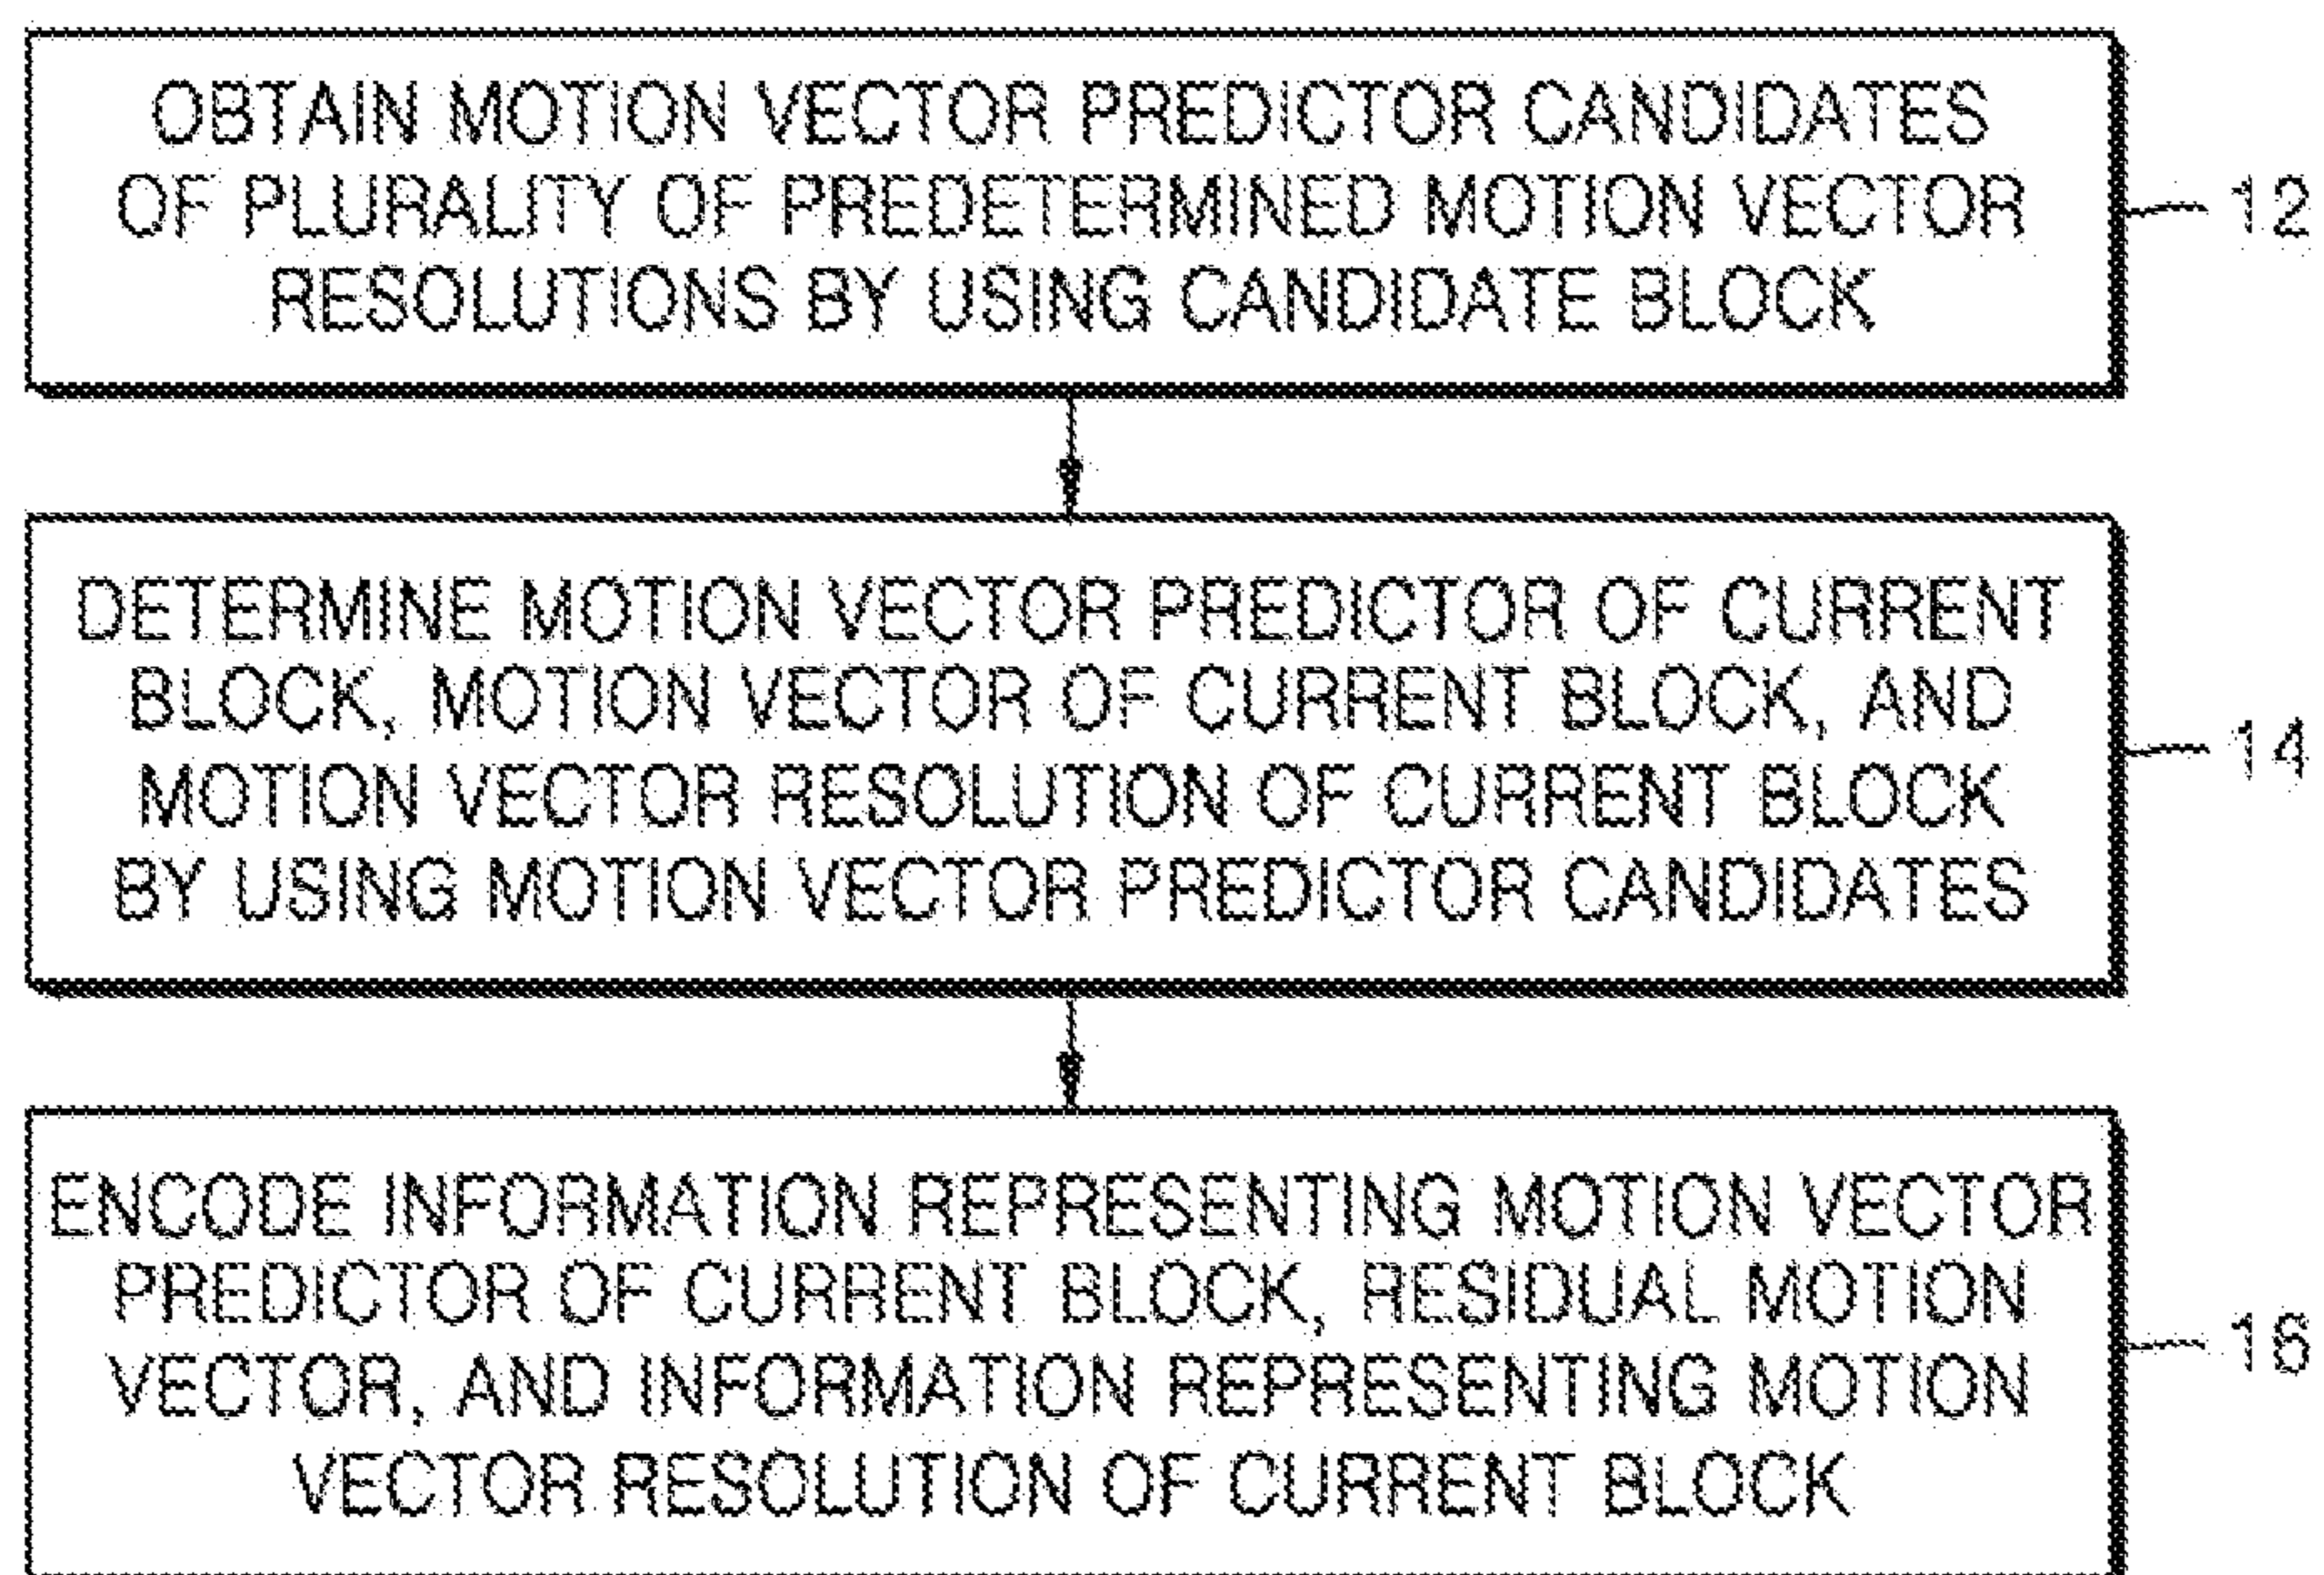 OBTAIN MOTION VECTOR PREDICTOR CANDIDATES
OF PLURALITY OF PREDETERMINED MOTION VECTOR
RESOLUTIONS BY USING CANDIDATE BLOCK
12
DETERMINE MOTION VECTOR PREDICTOR OF CURRENT
BLOCK, MOTION VECTOR OF CURRENT BLOCK, AND
MOTION VECTOR RESOLUTION OF CURRENT BLOCK
BY USING MOTION VECTOR PREDICTOR CANDIDATES
14
ENCODE INFORMATION REPRESENTING MOTION VECTOR
PREDICTOR OF CURRENT BLOCK, RESIDUAL MOTION
VECTOR, AND INFORMATION REPRESENTING MOTION
VECTOR RESOLUTION OF CURRENT BLOCK
16